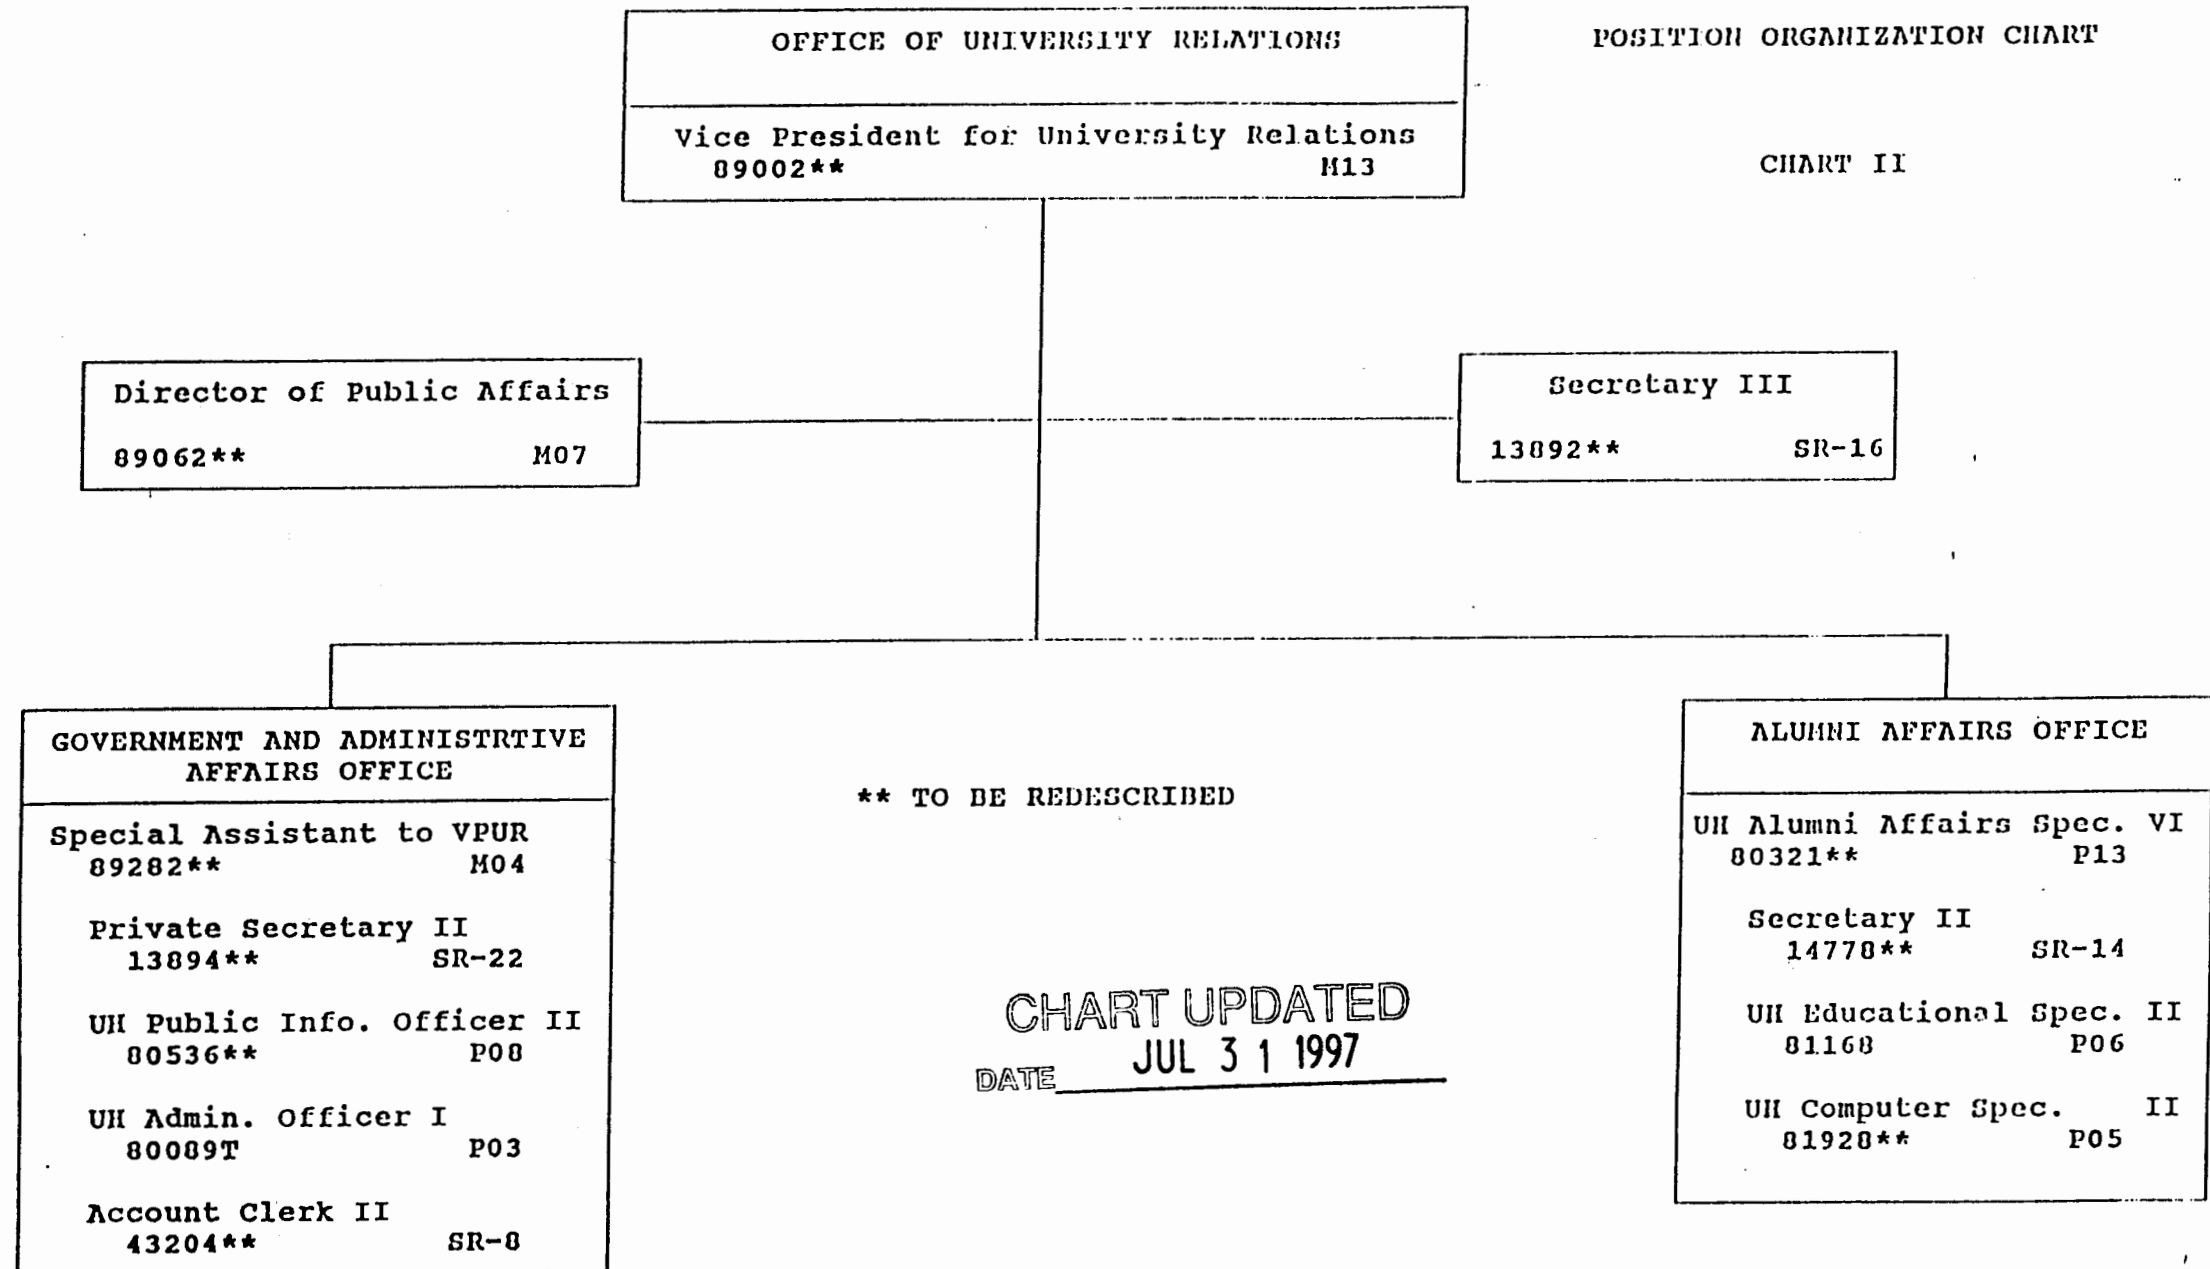 OFFICE OF UNIVERSITY RELATIONS
POSITION ORGANIZATION CHART
Vice President for University Relations
89002** M13
CHART II
Director of Public Affairs
89062** M07
Secretary III
13892** SR-16
GOVERNMENT AND ADMINISTRTIVE
AFFAIRS OFFICE
Special Assistant to VPUR
89282** M04
Private Secretary II
13894** SR-22
UH Public Info. Officer II
80536** P08
UH Admin. Officer I
80089T P03
Account Clerk II
43204** SR-8
** TO BE REDESCRIBED
CHART UPDATED
DATE JUL 31 1997
ALUMNI AFFAIRS OFFICE
UH Alumni Affairs Spec. VI
80321** P13
Secretary II
14778** SR-14
UH Educational Spec. II
81168 P06
UH Computer Spec. II
81928** P05